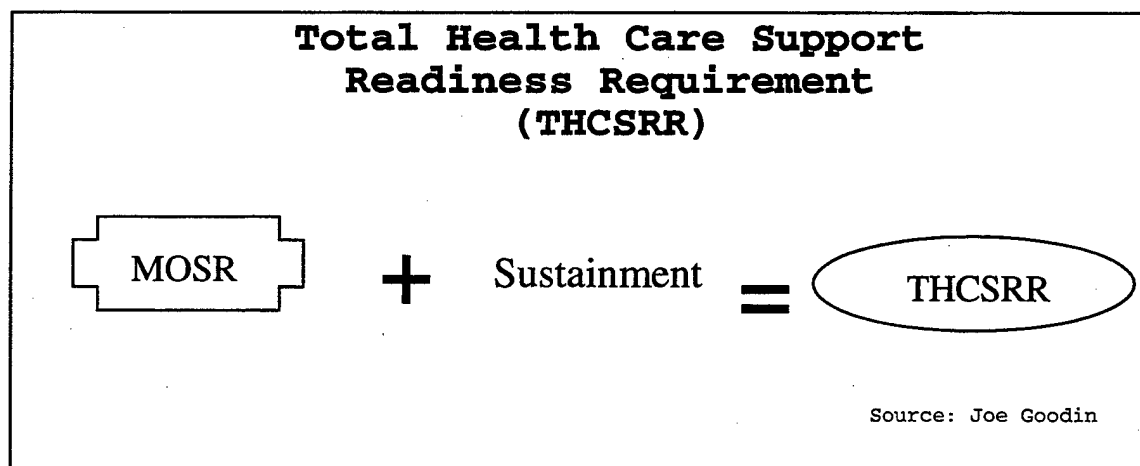 Total Health Care Support
Readiness Requirement
(THCSRR)
MOSR + Sustainment = THCSRR
Source: Joe Goodin